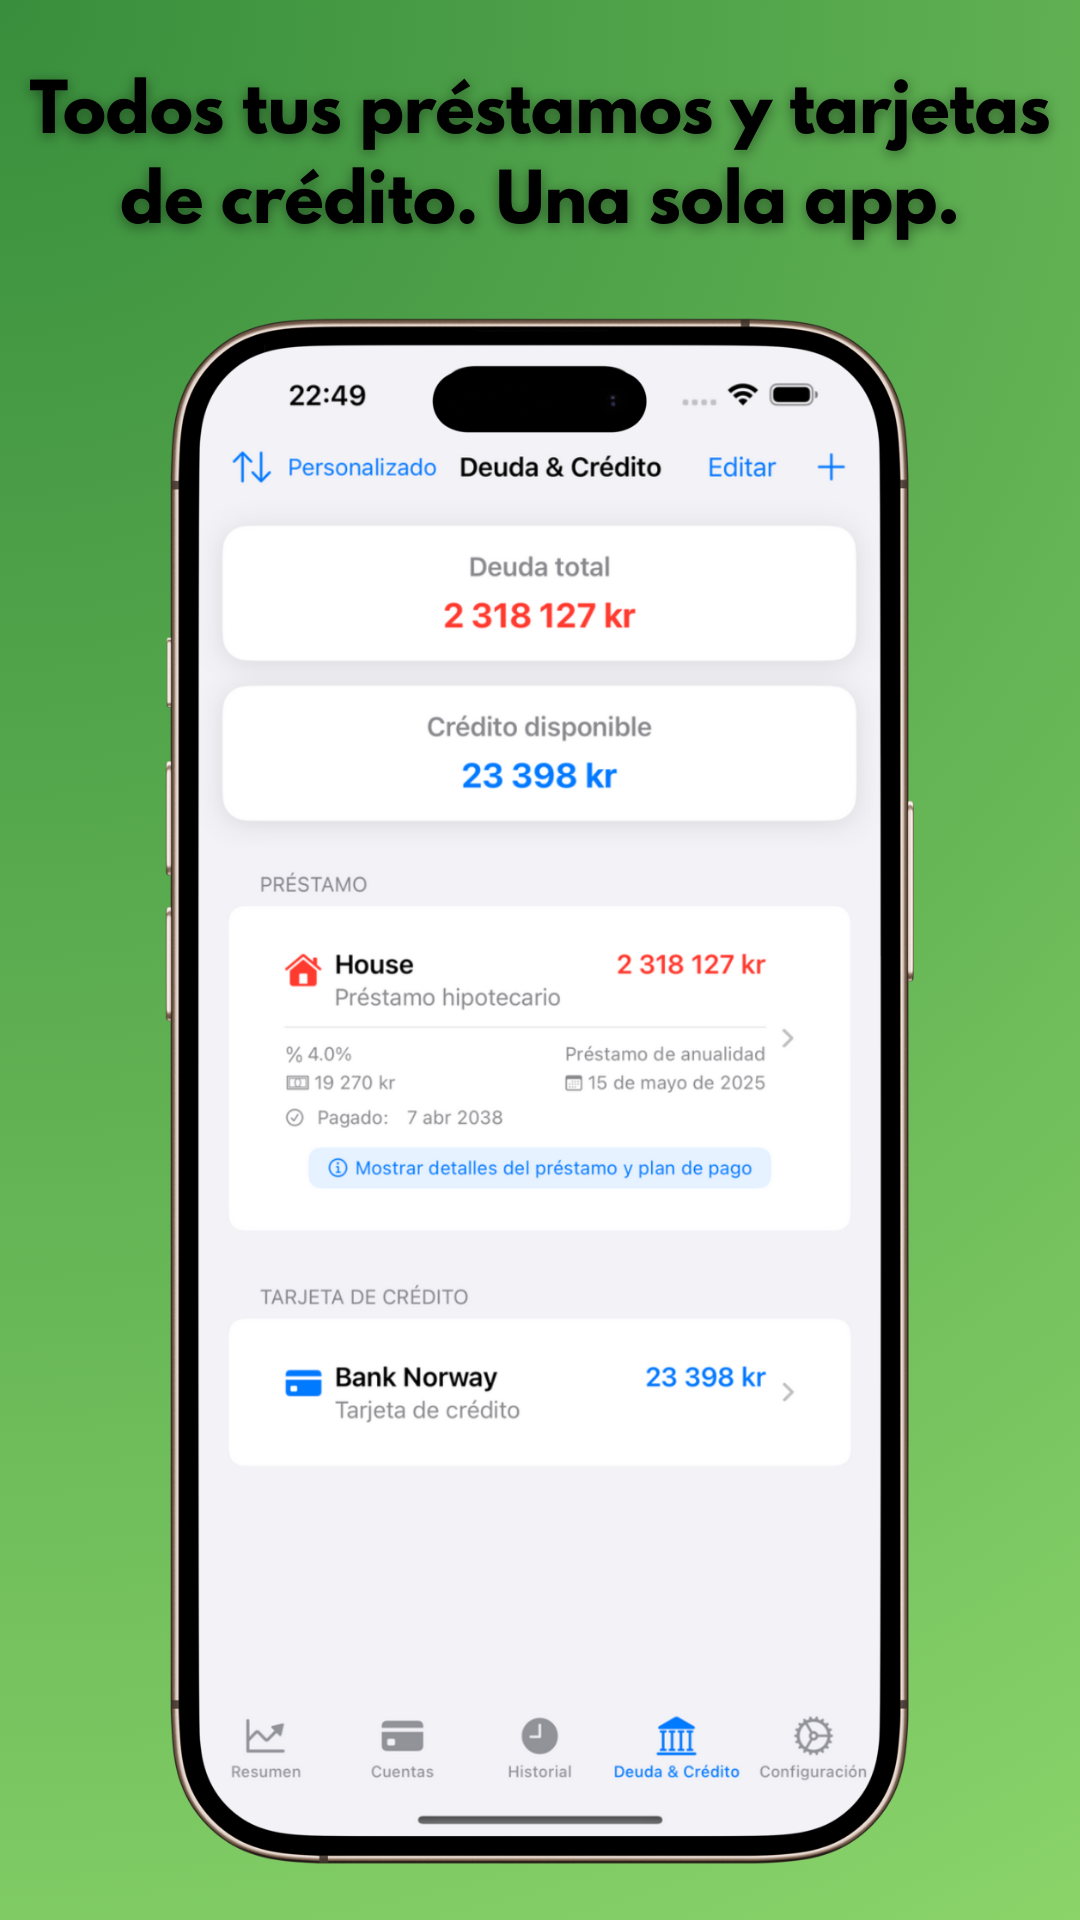 Todos tus préstamos y tarjetas
de crédito. Una sola app.
22:49
Personalizado Deuda & Crédito Editar
Deuda total
2 318 127 kr
Crédito disponible
23 398 kr
PRÉSTAMO
House 2 318 127 kr
Préstamo hipotecario
% 4.0% Préstamo de anualidad
19 270 kr 15 de mayo de 2025
Pagado: 7 abr 2038
Mostrar detalles del préstamo y plan de pago
TARJETA DE CRÉDITO
Bank Norway 23 398 kr
Tarjeta de crédito
Resumen Cuentas Historial Deuda & Crédito Configuración